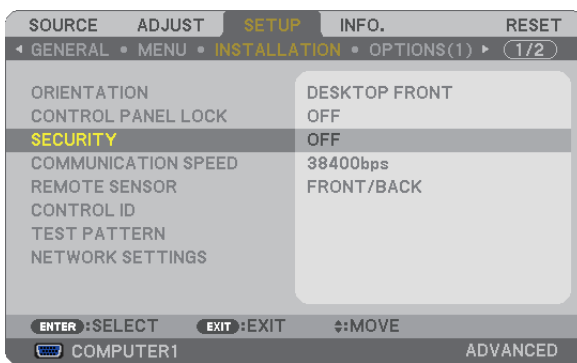 SOURCE ADJUST SETUP INFO. RESET
GENERAL • MENU • INSTALLATION • OPTIONS(1) 1/2
ORIENTATION DESKTOP FRONT
CONTROL PANEL LOCK OFF
SECURITY OFF
COMMUNICATION SPEED 38400bps
REMOTE SENSOR FRONT/BACK
CONTROL ID
TEST PATTERN
NETWORK SETTINGS
ENTER :SELECT EXIT :EXIT :MOVE
COMPUTER1 ADVANCED